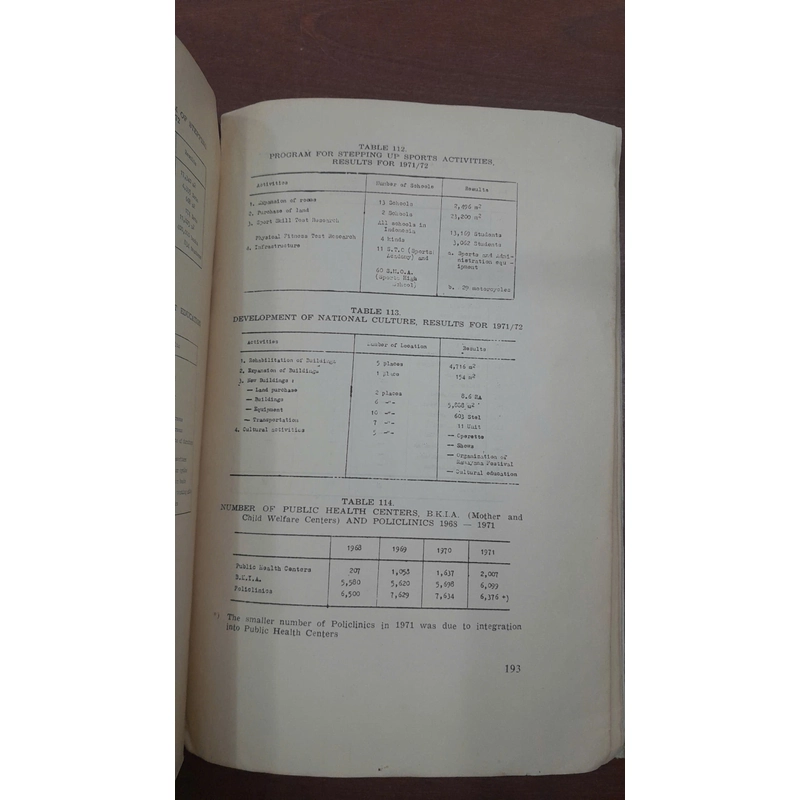 TABLE 112.
PROGRAM FOR STEPPING UP SPORTS ACTIVITIES,
RESULTS FOR 1971/72
Activities Number of Schools Results
1. Expansion of rooms 13 Schools 2,496 m2
2. Purchase of land 2 Schools 23,200 m2
3. Sport Skill Test Research All schools in Indonesia 13,169 Students
Physical Fitness Test Research 4 kinds 3,062 Students
4. Infrastructure 11 S.T.O (Sports Academy) and a. Sports and Administration equipment
60 S.M.O.A. (Sports High School) b. 29 motorcycles
TABLE 113.
DEVELOPMENT OF NATIONAL CULTURE, RESULTS FOR 1971/72
Activities Number of Location Results
1. Rehabilitation of Buildings 5 places 4,716 m2
2. Expansion of Buildings 1 place 154 m2
3. New Buildings :
— Land purchase 2 places 8.6 HA
— Buildings 6 —"— 5,868 m2
— Equipment 10 —"— 603 Stel
— Transportation 7 —"— 11 Unit
4. Cultural activities 5 —"— — Operette
— Shows
— Organization of
Festival
— Cultural education
TABLE 114.
NUMBER OF PUBLIC HEALTH CENTERS, B.K.I.A. (Mother and
Child Welfare Centers) AND POLICLINICS 1968 — 1971
1968 1969 1970 1971
Public Health Centers 207 1,058 1,637 2,007
B.K.I.A. 5,580 5,620 5,698 6,099
Policlinics 6,500 7,629 7,634 6,376 *)
*) The smaller number of Policlinics in 1971 was due to integration
into Public Health Centers
193